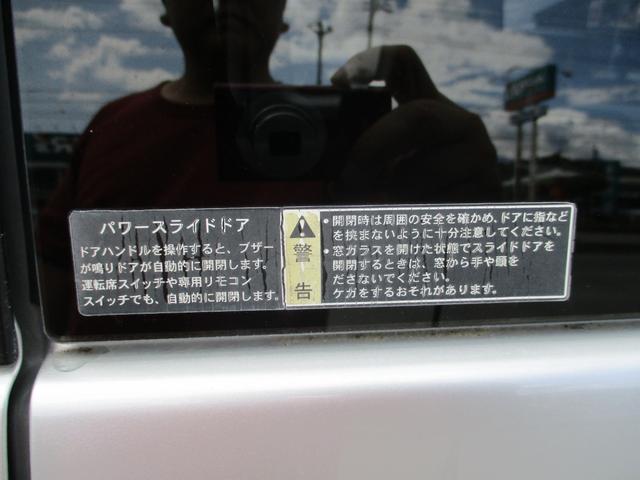 パワースライドドア
ドアハンドルを操作すると、ブザー
が鳴りドアが自動的に開閉します。
運転席スイッチや専用リモコン
スイッチでも、自動的に開閉します。
警告
・開閉時は周囲の安全を確かめ、ドアに指など
を挟まないように十分注意してください。
・窓ガラスを開けた状態でスライドドアを
開閉するときは、窓から手や顔を
ださないでください。
ケガをするおそれがあります。